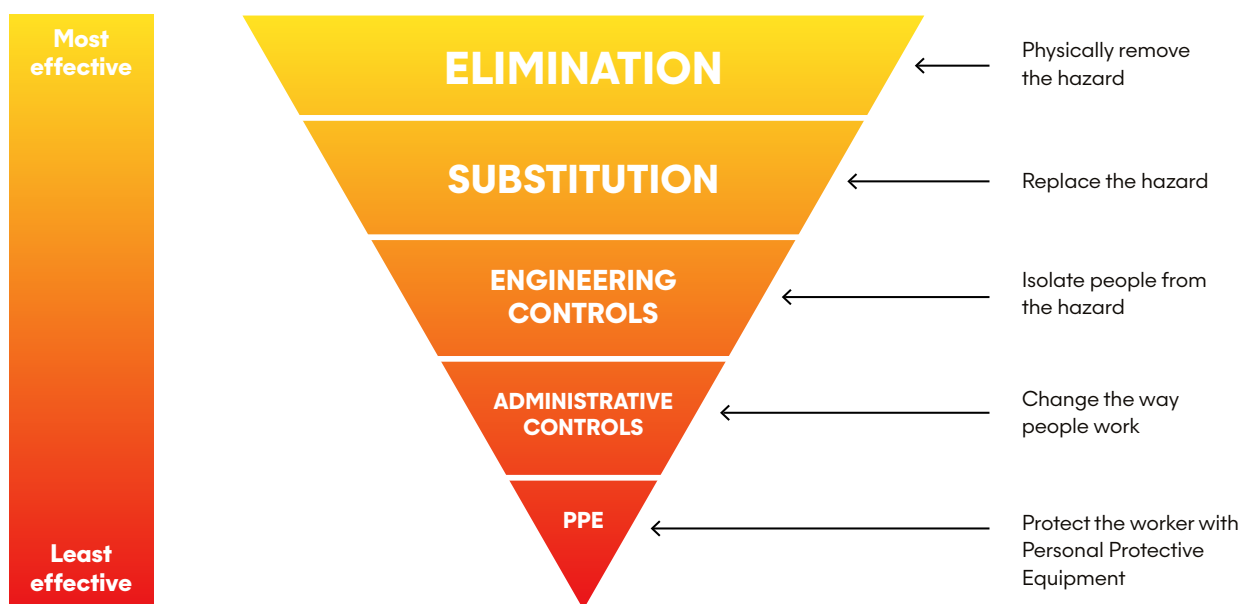 Most
effective
ELIMINATION
Physically remove
the hazard
SUBSTITUTION
Replace the hazard
ENGINEERING
CONTROLS
Isolate people from
the hazard
ADMINISTRATIVE
CONTROLS
Change the way
people work
PPE
Protect the worker with
Personal Protective
Equipment
Least
effective